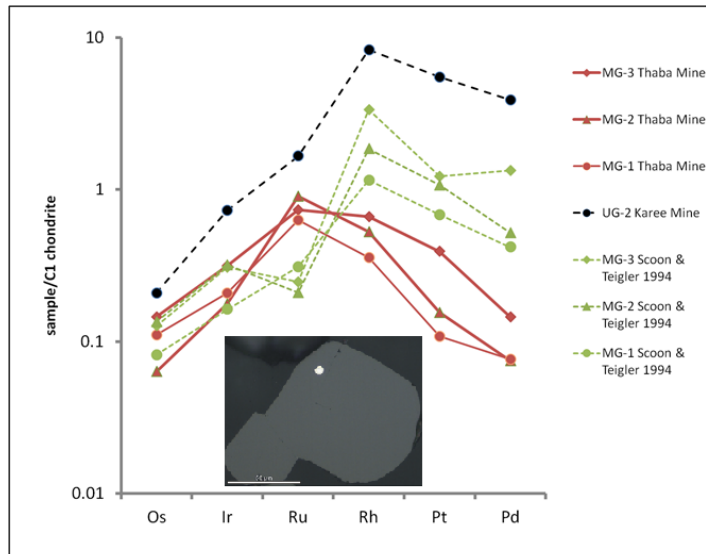 10
1
0.1
0.01
sample/C1 chondrite
Os Ir Ru Rh Pt Pd
MG-3 Thaba Mine
MG-2 Thaba Mine
MG-1 Thaba Mine
UG-2 Karee Mine
MG-3 Scoon &
Teigler 1994
MG-2 Scoon &
Teigler 1994
MG-1 Scoon &
Teigler 1994